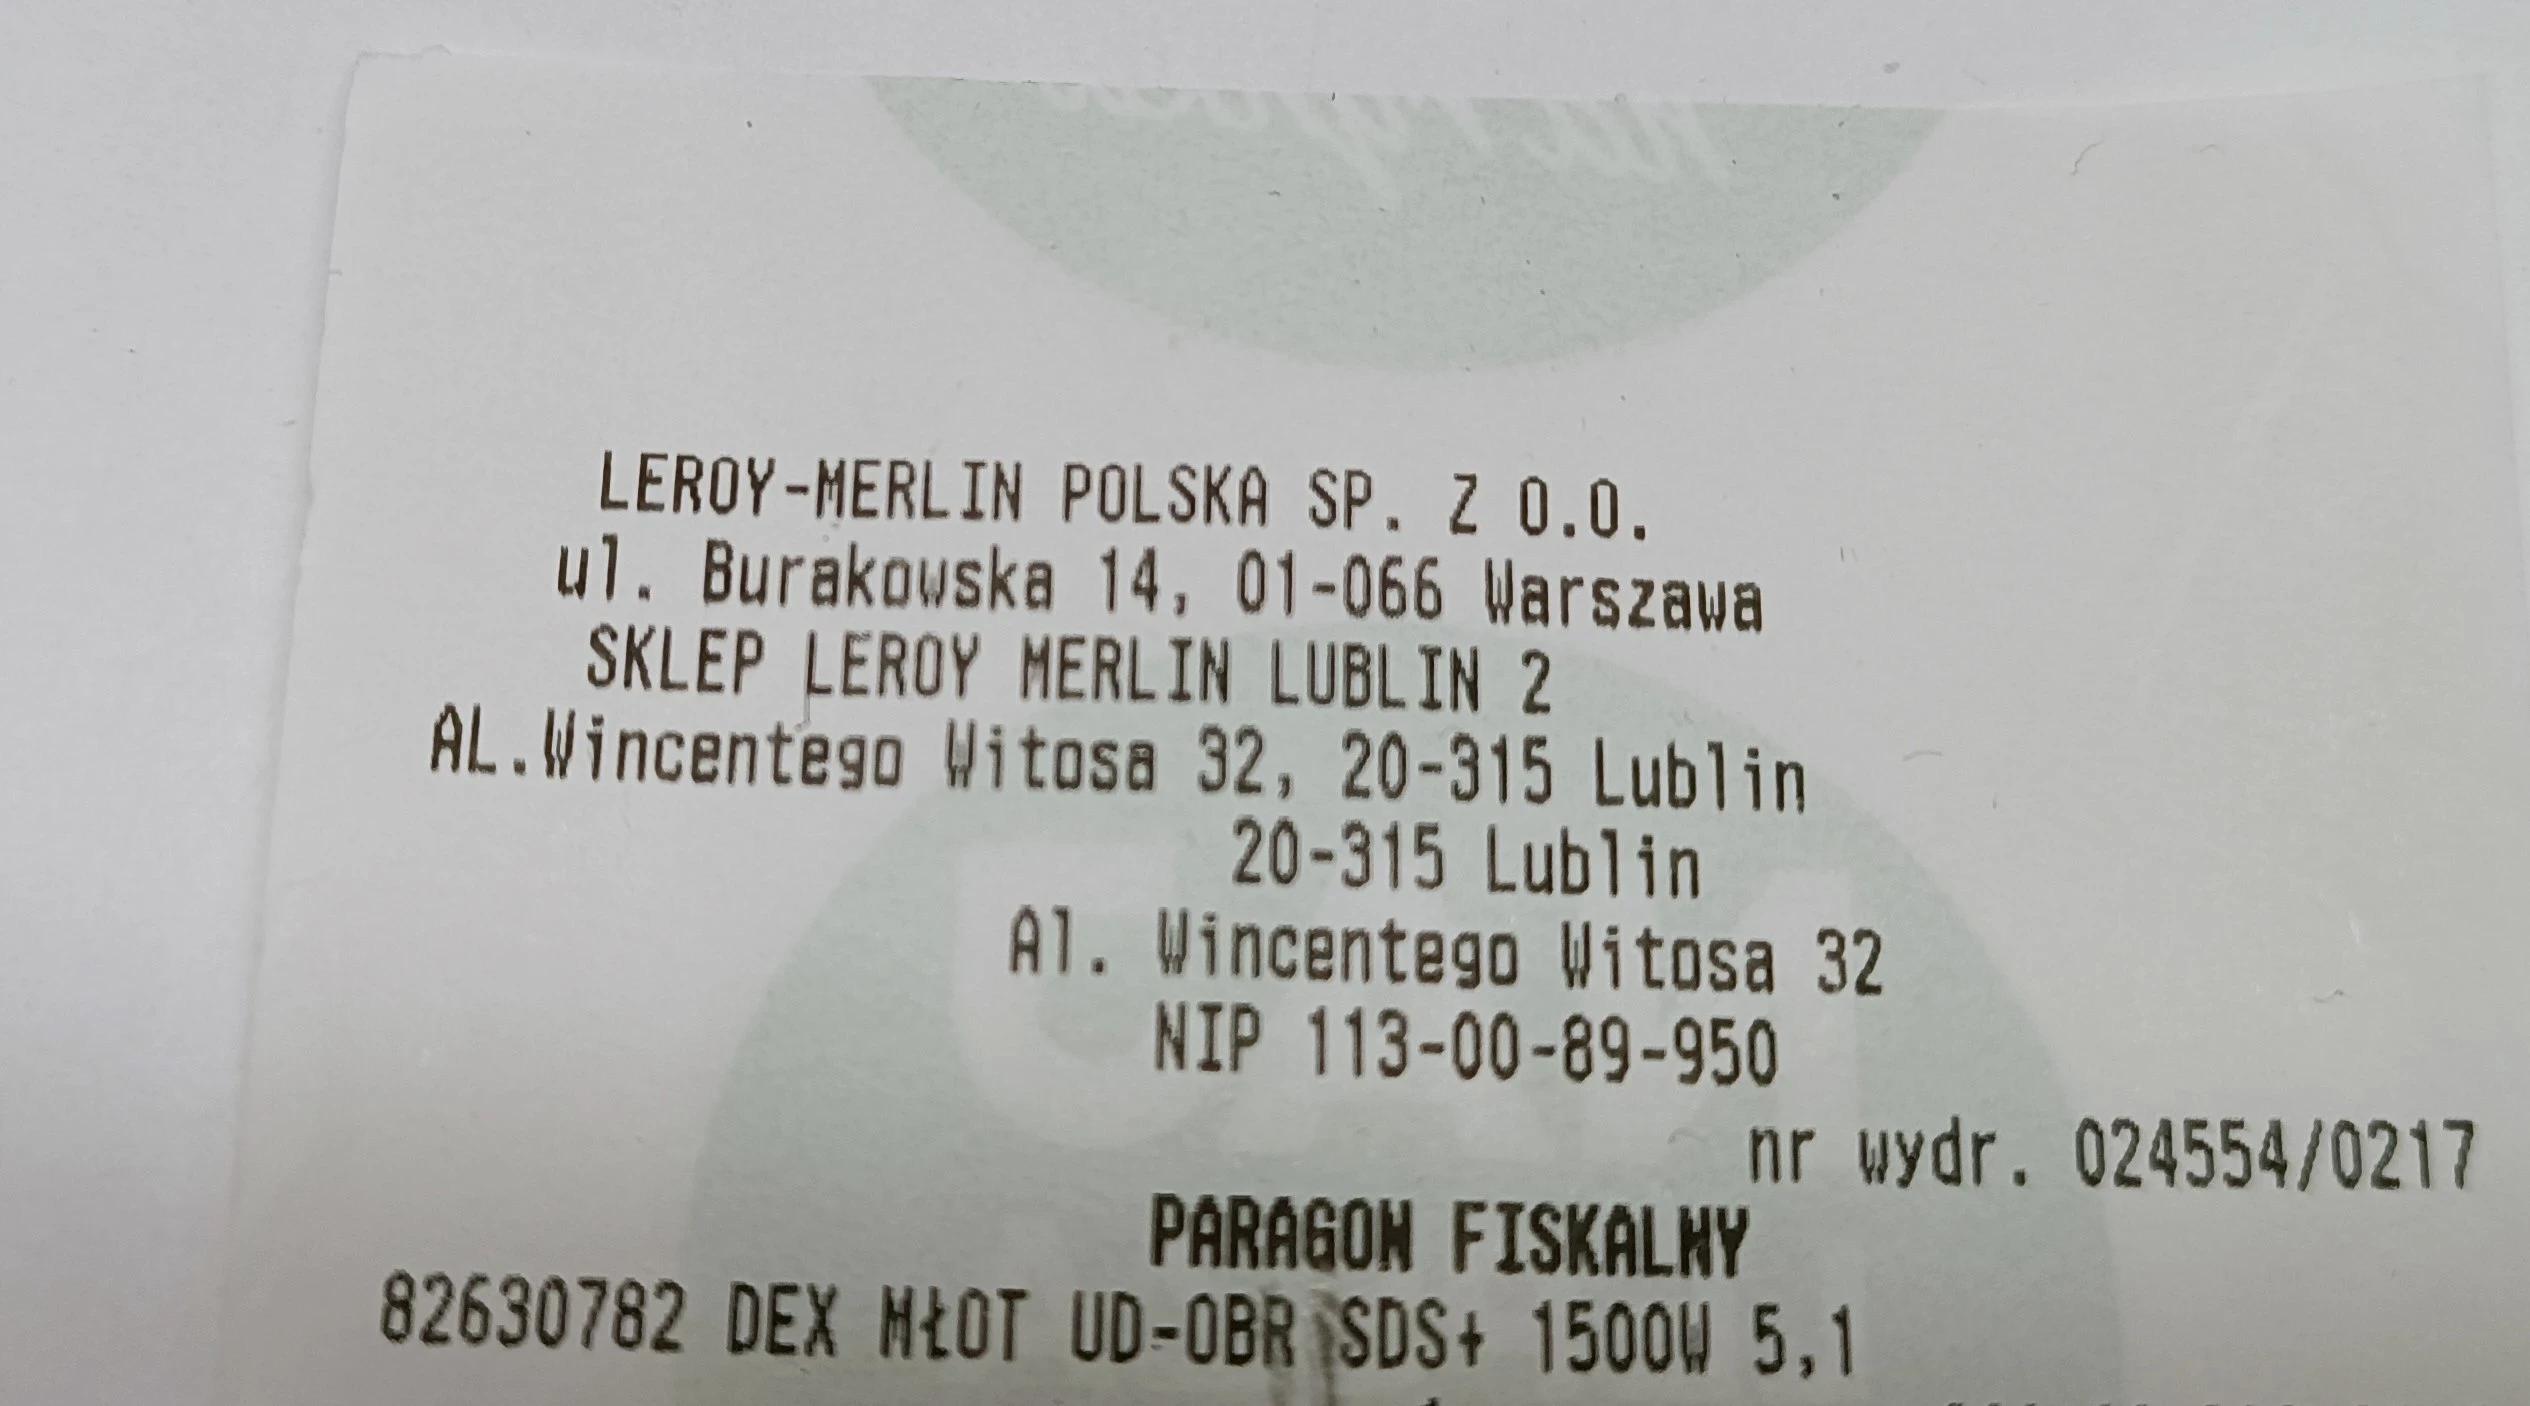 LEROY-MERLIN POLSKA SP. Z O.O.
ul. Burakowska 14, 01-066 Warszawa
SKLEP LEROY MERLIN LUBLIN 2
AL.Wincentego Witosa 32, 20-315 Lublin
20-315 Lublin
Al. Wincentego Witosa 32
NIP 113-00-89-950
nr wydr. 024554/0217
PARAGON FISKALNY
82630782 DEX MŁOT UD-OBR SDS+ 1500W 5,1